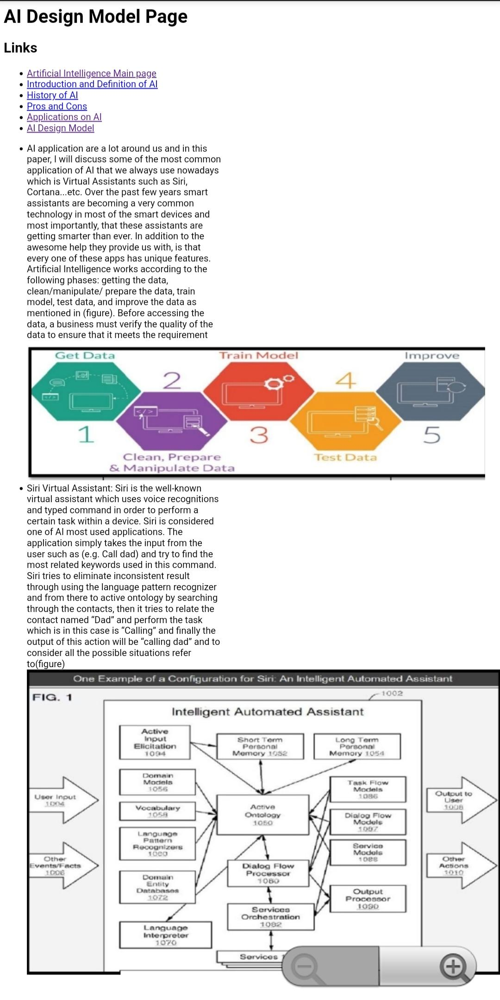 AI Design Model Page
Links
Artificial Intelligence Main page
Introduction and Definition of AI
History of AI
Pros and Cons
Applications on AI
AI Design Model
AI application are a lot around us and in this
paper, I will discuss some of the most common
application of AI that we always use nowadays
which is Virtual Assistants such as Siri,
Cortana...etc. Over the past few years smart
assistants are becoming a very common
technology in most of the smart devices and
most importantly, that these assistants are
getting smarter than ever. In addition to the
awesome help they provide us with, is that
every one of these apps has unique features.
Artificial Intelligence works according to the
following phases: getting the data,
clean/manipulate/ prepare the data, train
model, test data, and improve the data as
mentioned in (figure). Before accessing the
data, a business must verify the quality of the
data to ensure that it meets the requirement
Get Data
Train Model
Improve
2
4
</>
</>
1
3
5
Clean, Prepare
& Manipulate Data
Test Data
Siri Virtual Assistant: Siri is the well-known
virtual assistant which uses voice recognitions
and typed command in order to perform a
certain task within a device. Siri is considered
one of AI most used applications. The
application simply takes the input from the
user such as (e.g. Call dad) and try to find the
most related keywords used in this command.
Siri tries to eliminate inconsistent result
through using the language pattern recognizer
and from there to active ontology by searching
through the contacts, then it tries to relate the
contact named “Dad” and perform the task
which is in this case is “Calling” and finally the
output of this action will be “calling dad” and to
consider all the possible situations refer
to(figure)
One Example of a Configuration for Siri: An Intelligent Automated Assistant
FIG. 1
1002
Intelligent Automated Assistant
Active
Input
Elicitation
1094
Short Term
Personal
Memory 1052
Long Term
Personal
Memory 1054
Domain
Models
1056
Task Flow
Models
1086
User Input
1004
Output to
User
1008
Vocabulary
1058
Active
Ontology
1050
Dialog Flow
Models
1087
Language
Pattern
Recognizers
1060
Service
Models
1088
Other
Events/Facts
1006
Dialog Flow
Processor
1080
Other
Actions
1010
Domain
Entity
Databases
1072
Output
Processor
1090
Services
Orchestration
1082
Language
Interpreter
1070
Services